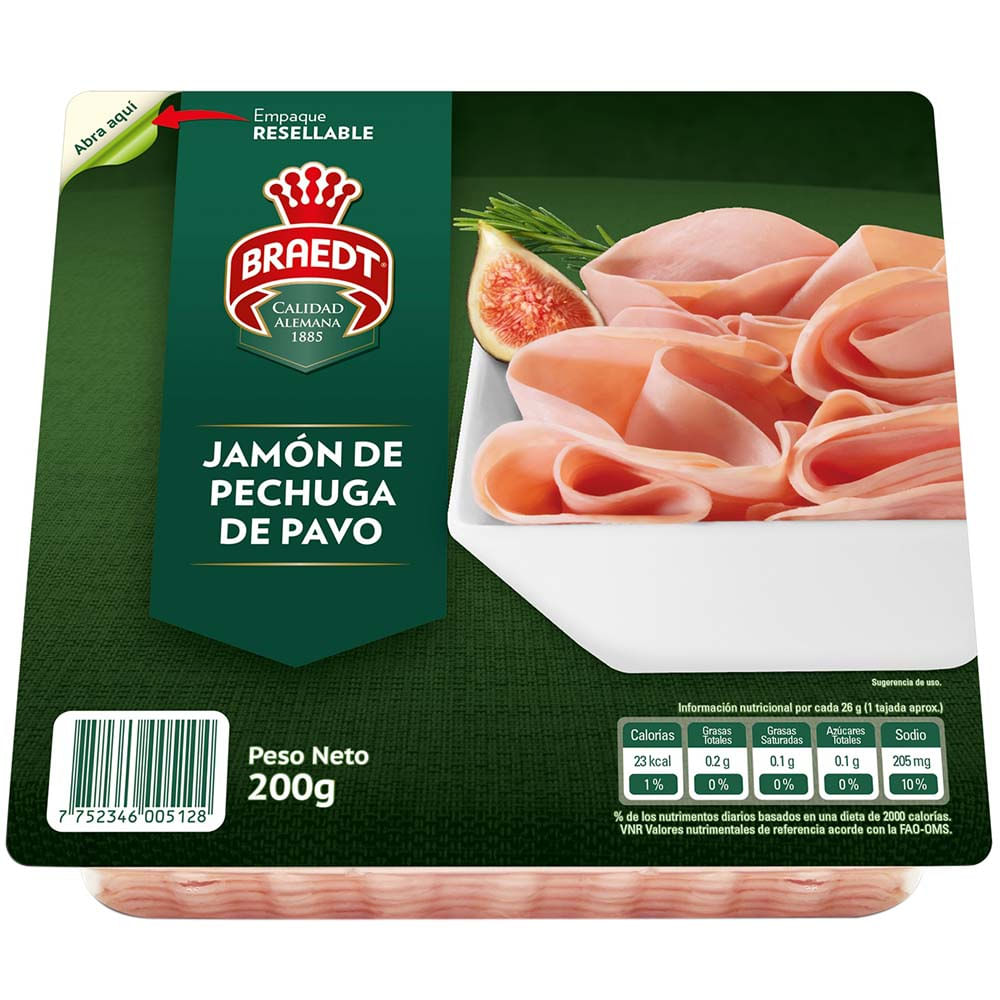 Abra aquí
Empaque
RESELLABLE
BRAEDT®
CALIDAD
ALEMANA
1885
JAMÓN DE
PECHUGA
DE PAVO
Sugerencia de uso.
Información nutricional por cada 26 g (1 tajada aprox.)
Calorías
23 kcal
1%
Grasas
Totales
0.2 g
0%
Grasas
Saturadas
0.1 g
0%
Azúcares
Totales
0.1 g
0%
Sodio
205 mg
10%
% de los nutrimentos diarios basados en una dieta de 2000 calorías.
VNR Valores nutrimentales de referencia acorde con la FAO-OMS.
Peso Neto
200g
7 752346 005128